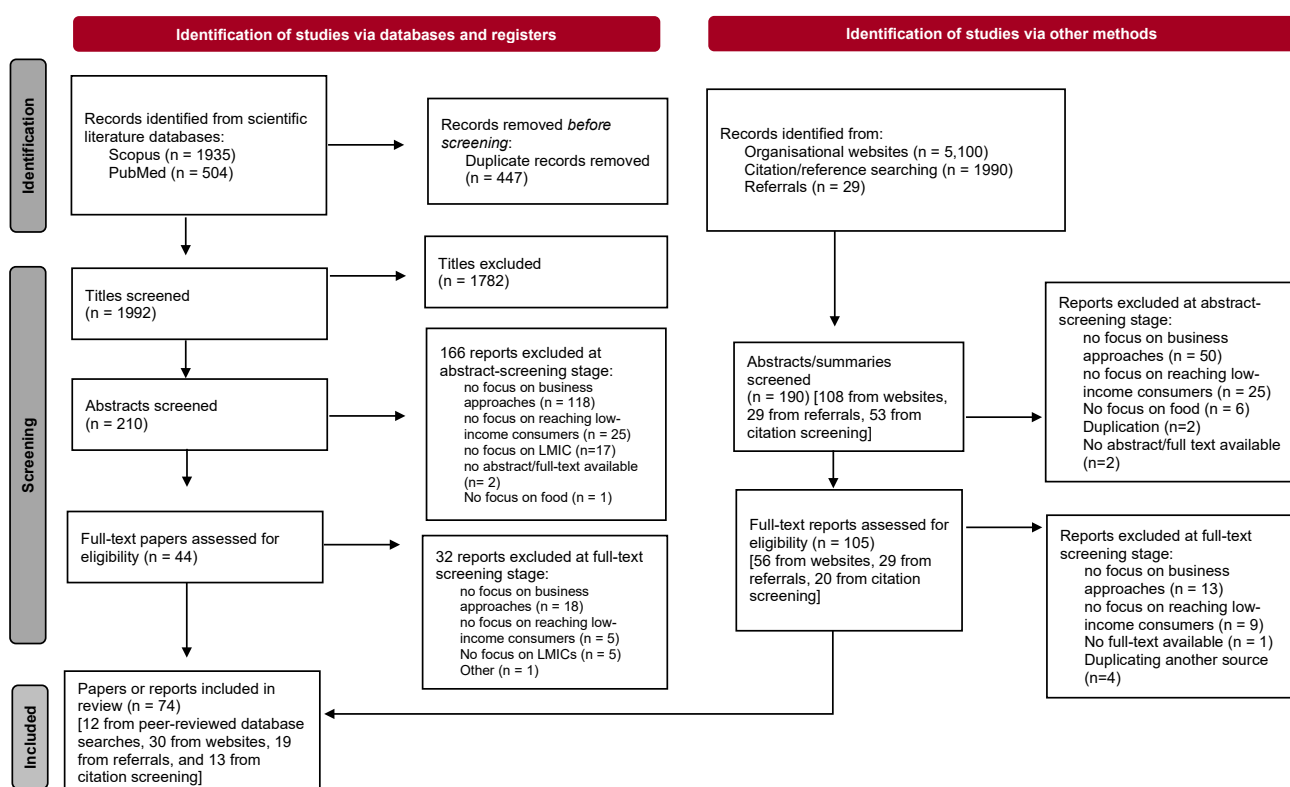 Identification of studies via databases and registers
Identification of studies via other methods
Identification
Records identified from scientific
literature databases:
Scopus (n = 1935)
PubMed (n = 504)
Records removed before
screening:
Duplicate records removed
(n = 447)
Records identified from:
Organisational websites (n = 5,100)
Citation/reference searching (n = 1990)
Referrals (n = 29)
Screening
Titles screened
(n = 1992)
Titles excluded
(n = 1782)
Abstracts screened
(n = 210)
166 reports excluded at
abstract-screening stage:
no focus on business
approaches (n = 118)
no focus on reaching low-
income consumers (n = 25)
no focus on LMIC (n=17)
no abstract/full-text available
(n= 2)
No focus on food (n = 1)
Abstracts/summaries
screened
(n = 190) [108 from websites,
29 from referrals, 53 from
citation screening]
Reports excluded at abstract-
screening stage:
no focus on business
approaches (n = 50)
no focus on reaching low-
income consumers (n = 25)
No focus on food (n = 6)
Duplication (n=2)
No abstract/full text available
(n=2)
Full-text papers assessed for
eligibility (n = 44)
32 reports excluded at full-text
screening stage:
no focus on business
approaches (n = 18)
no focus on reaching low-
income consumers (n = 5)
No focus on LMICs (n = 5)
Other (n = 1)
Full-text reports assessed for
eligibility (n = 105)
[56 from websites, 29 from
referrals, 20 from citation
screening]
Reports excluded at full-text
screening stage:
no focus on business
approaches (n = 13)
no focus on reaching low-
income consumers (n = 9)
No full-text available (n = 1)
Duplicating another source
(n=4)
Included
Papers or reports included in
review (n = 74)
[12 from peer-reviewed database
searches, 30 from websites, 19
from referrals, and 13 from
citation screening]